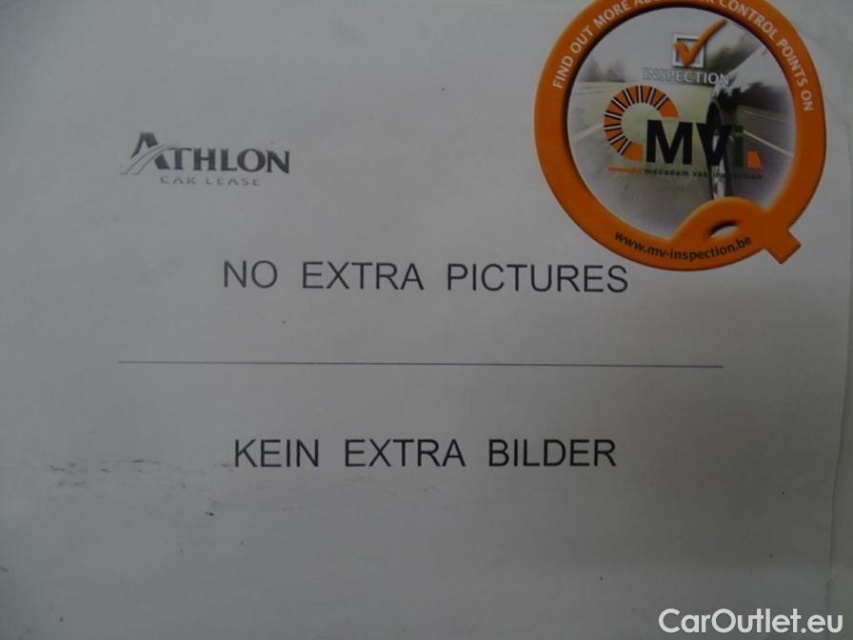 FIND OUT MORE CONTROL POINTS ON
INSPECTION
MVi
macadam
www.mv-inspection.be
ATHLON
CAR LEASE
NO EXTRA PICTURES
KEIN EXTRA BILDER
CarOutlet.eu